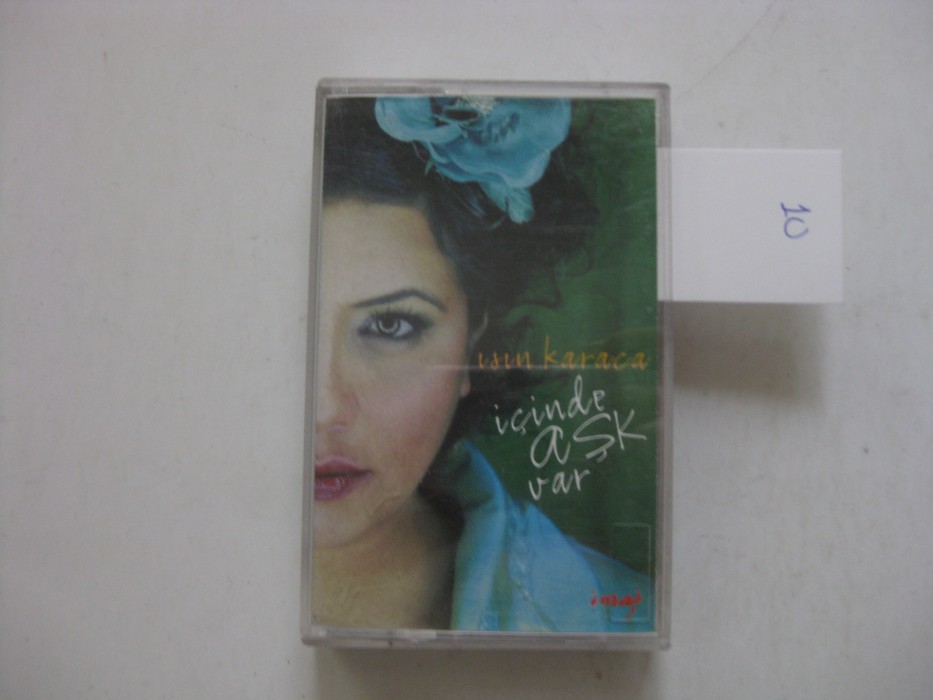 ışın karaca
içinde
aşk
var
imaj
10